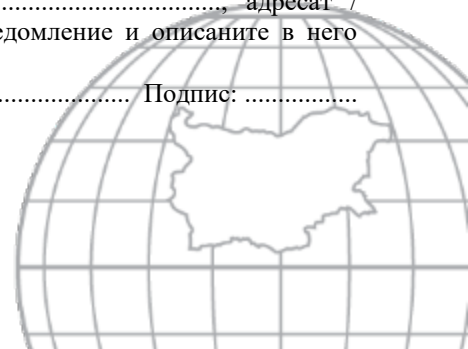 ..................................., адресат /
едомление и описаните в него
..................... Подпис: .................